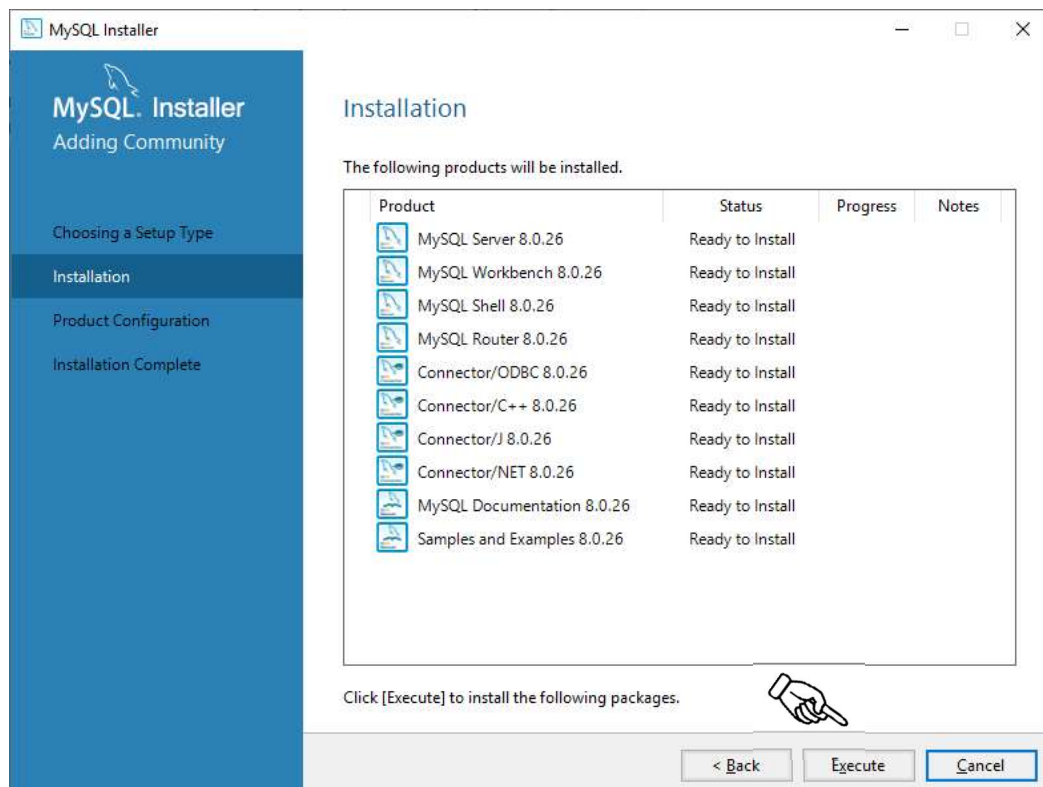 MySQL Installer
MySQL. Installer
Adding Community
Choosing a Setup Type
Installation
Product Configuration
Installation Complete
Installation
The following products will be installed.
Product Status Progress Notes
MySQL Server 8.0.26 Ready to Install
MySQL Workbench 8.0.26 Ready to Install
MySQL Shell 8.0.26 Ready to Install
MySQL Router 8.0.26 Ready to Install
Connector/ODBC 8.0.26 Ready to Install
Connector/C++ 8.0.26 Ready to Install
Connector/J 8.0.26 Ready to Install
Connector/NET 8.0.26 Ready to Install
MySQL Documentation 8.0.26 Ready to Install
Samples and Examples 8.0.26 Ready to Install
Click [Execute] to install the following packages.
< Back Execute Cancel